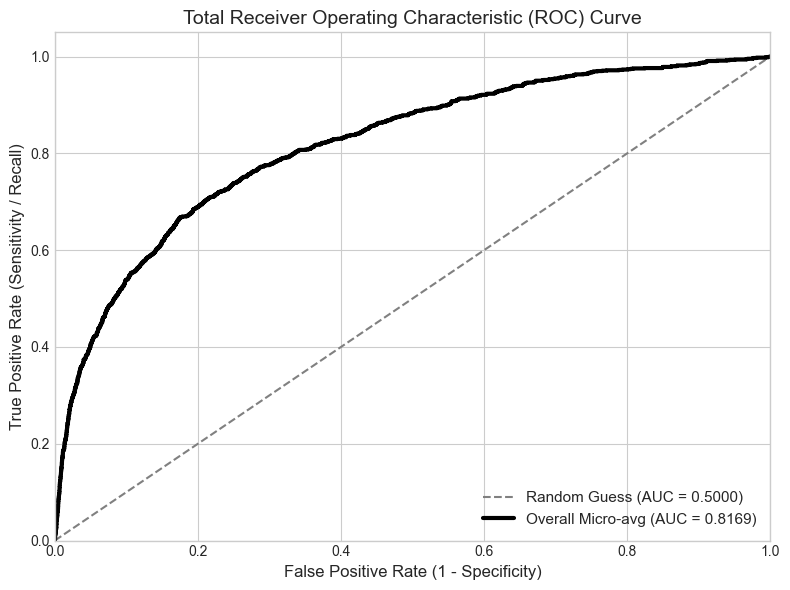 Total Receiver Operating Characteristic (ROC) Curve
True Positive Rate (Sensitivity / Recall)
1.0
0.8
0.6
0.4
0.2
0.0
Random Guess (AUC = 0.5000)
Overall Micro-avg (AUC = 0.8169)
0.0 0.2 0.4 0.6 0.8 1.0
False Positive Rate (1 - Specificity)